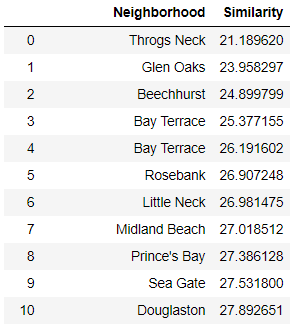 Neighborhood Similarity
0 Throgs Neck 21.189620
1 Glen Oaks 23.958297
2 Beechhurst 24.899799
3 Bay Terrace 25.377155
4 Bay Terrace 26.191602
5 Rosebank 26.907248
6 Little Neck 26.981475
7 Midland Beach 27.018512
8 Prince's Bay 27.386128
9 Sea Gate 27.531800
10 Douglaston 27.892651